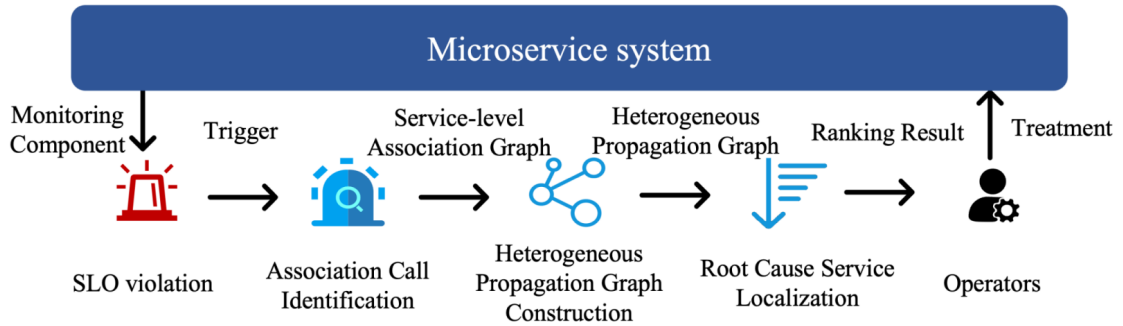 Microservice system
Monitoring
Component
Trigger
Service-level
Association Graph
Heterogeneous
Propagation Graph
Ranking Result
Treatment
SLO violation
Association Call
Identification
Heterogeneous
Propagation Graph
Construction
Root Cause Service
Localization
Operators